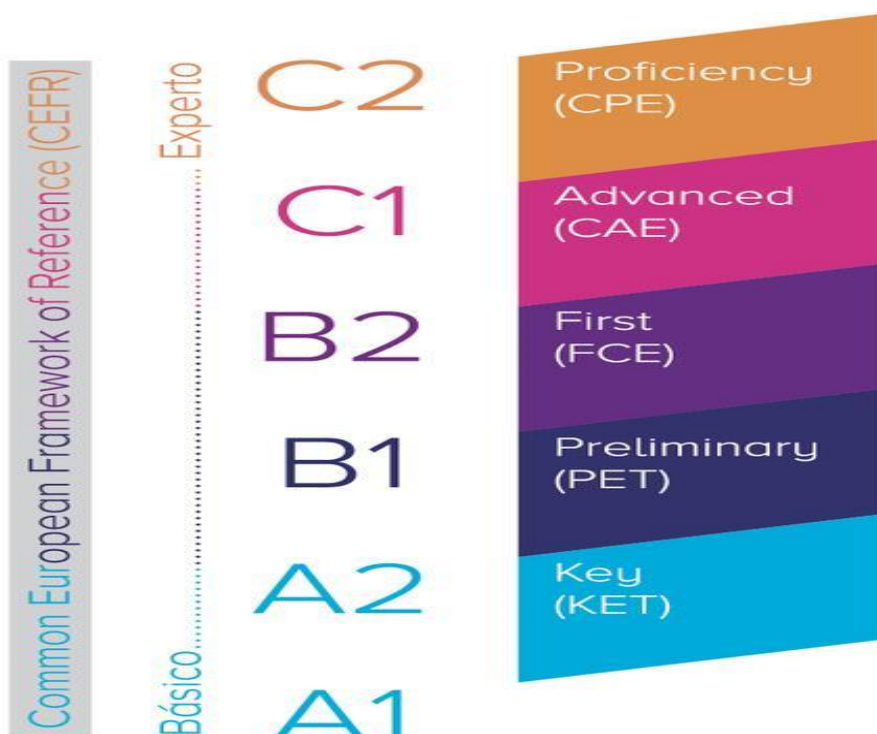 Common European Framework of Reference (CEFR)
Experto
Básico
C2
Proficiency
(CPE)
C1
Advanced
(CAE)
B2
First
(FCE)
B1
Preliminary
(PET)
A2
Key
(KET)
A1